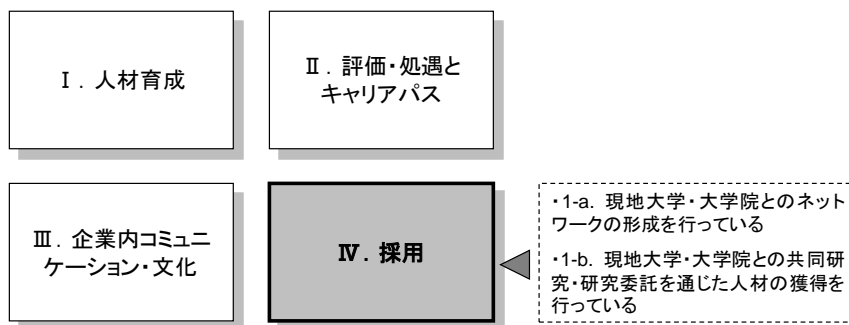 Ⅰ. 人材育成
Ⅱ. 評価・処遇と
キャリアパス
Ⅲ. 企業内コミュニ
ケーション・文化
Ⅳ. 採用
・1-a. 現地大学・大学院とのネット
ワークの形成を行っている
・1-b. 現地大学・大学院との共同研
究・研究委託を通じた人材の獲得を
行っている